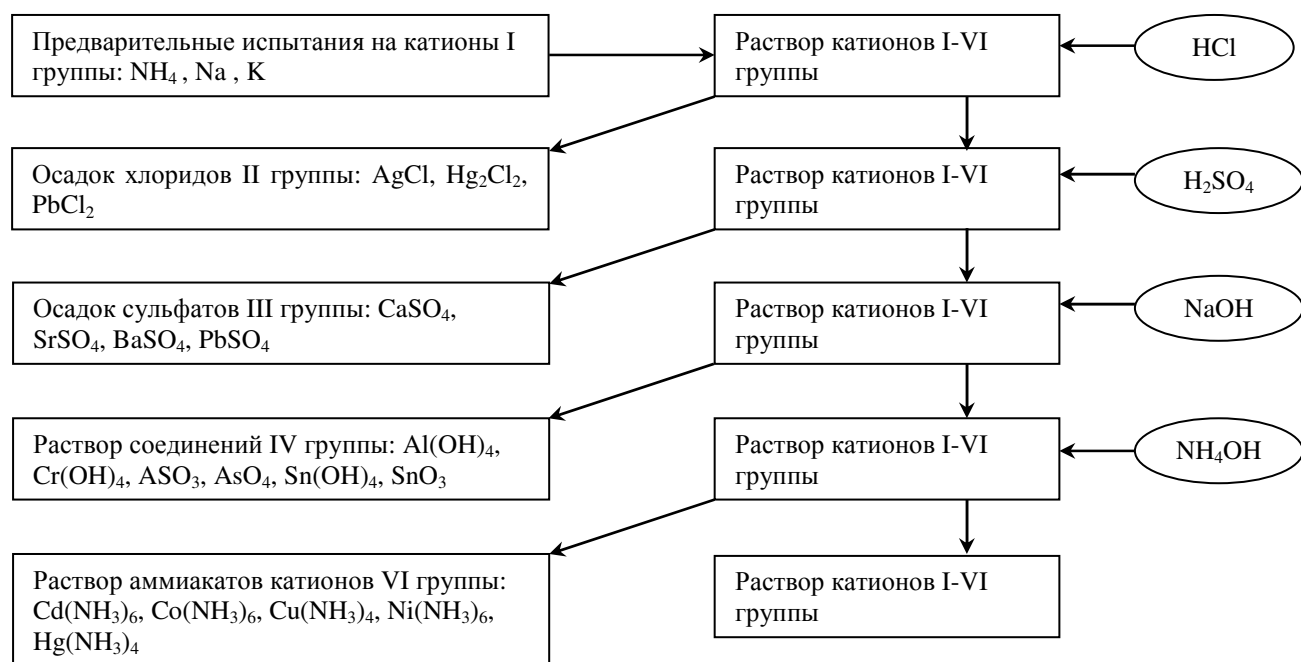 Предварительные испытания на катионы I
группы: NH₄ , Na , K
Раствор катионов I-VI
группы
HCl
Осадок хлоридов II группы: AgCl, Hg₂Cl₂,
PbCl₂
Раствор катионов I-VI
группы
H₂SO₄
Осадок сульфатов III группы: CaSO₄,
SrSO₄, BaSO₄, PbSO₄
Раствор катионов I-VI
группы
NaOH
Раствор соединений IV группы: Al(OH)₄,
Cr(OH)₄, ASO₃, AsO₄, Sn(OH)₄, SnO₃
Раствор катионов I-VI
группы
NH₄OH
Раствор аммиакатов катионов VI группы:
Cd(NH₃)₆, Co(NH₃)₆, Cu(NH₃)₄, Ni(NH₃)₆,
Hg(NH₃)₄
Раствор катионов I-VI
группы